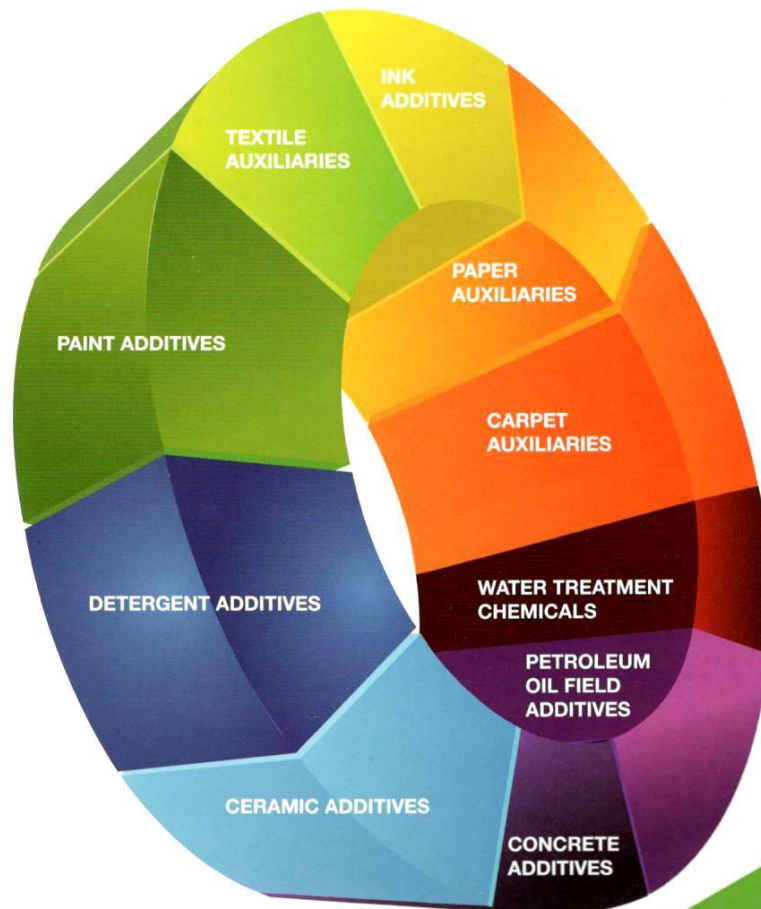 INK
ADDITIVES
TEXTILE
AUXILIARIES
PAPER
AUXILIARIES
PAINT ADDITIVES
CARPET
AUXILIARIES
WATER TREATMENT
CHEMICALS
DETERGENT ADDITIVES
PETROLEUM
OIL FIELD
ADDITIVES
CERAMIC ADDITIVES
CONCRETE
ADDITIVES